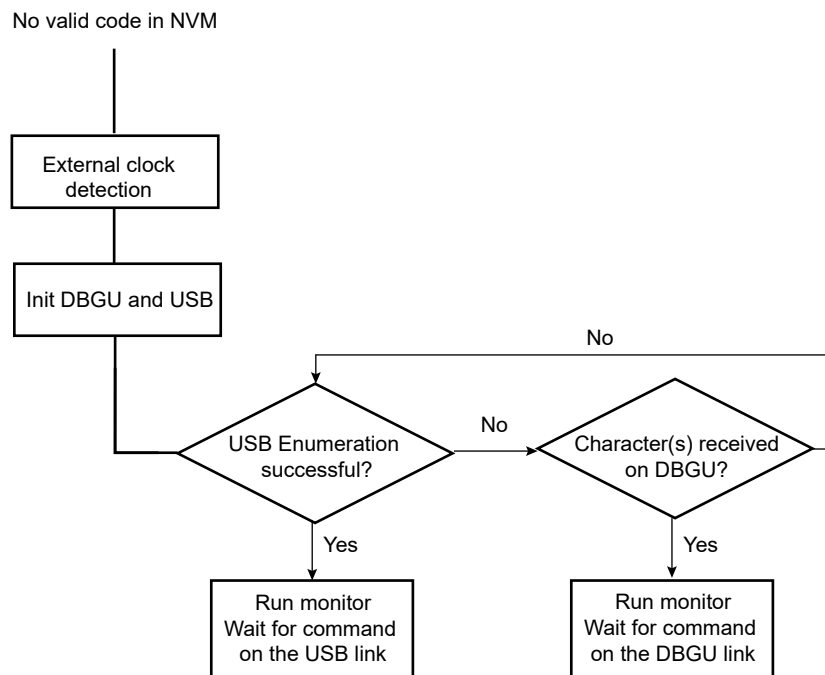 No valid code in NVM
External clock
detection
Init DBGU and USB
No
USB Enumeration
successful?
No
Character(s) received
on DBGU?
Yes
Yes
Run monitor
Wait for command
on the USB link
Run monitor
Wait for command
on the DBGU link